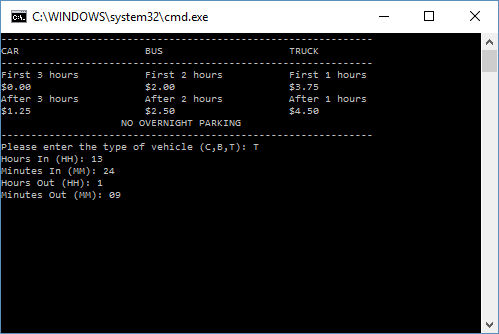 C:\WINDOWS\system32\cmd.exe
--------------------------------------------------------------
CAR BUS TRUCK
--------------------------------------------------------------
First 3 hours First 2 hours First 1 hours
$0.00 $2.00 $3.75
After 3 hours After 2 hours After 1 hours
$1.25 $2.50 $4.50
NO OVERNIGHT PARKING
--------------------------------------------------------------
Please enter the type of vehicle (C,B,T): T
Hours In (HH): 13
Minutes In (MM): 24
Hours Out (HH): 1
Minutes Out (MM): 09